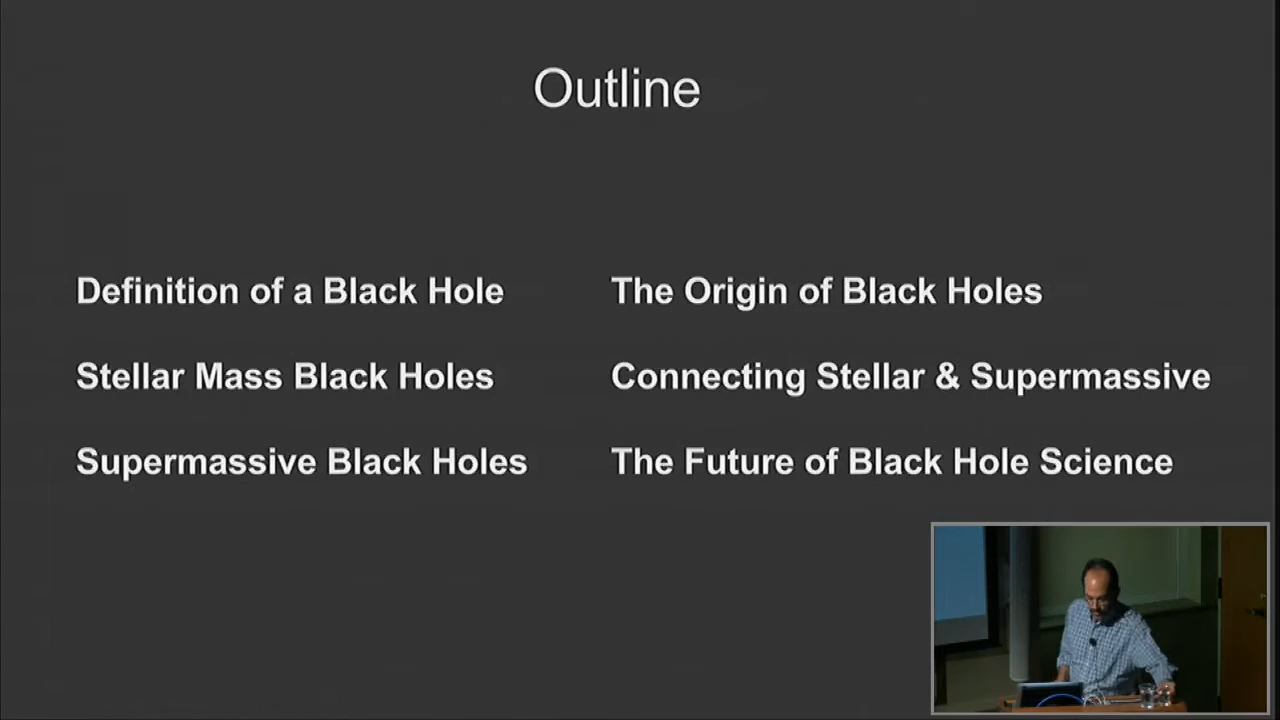 Outline
Definition of a Black Hole
Stellar Mass Black Holes
Supermassive Black Holes
The Origin of Black Holes
Connecting Stellar & Supermassive
The Future of Black Hole Science